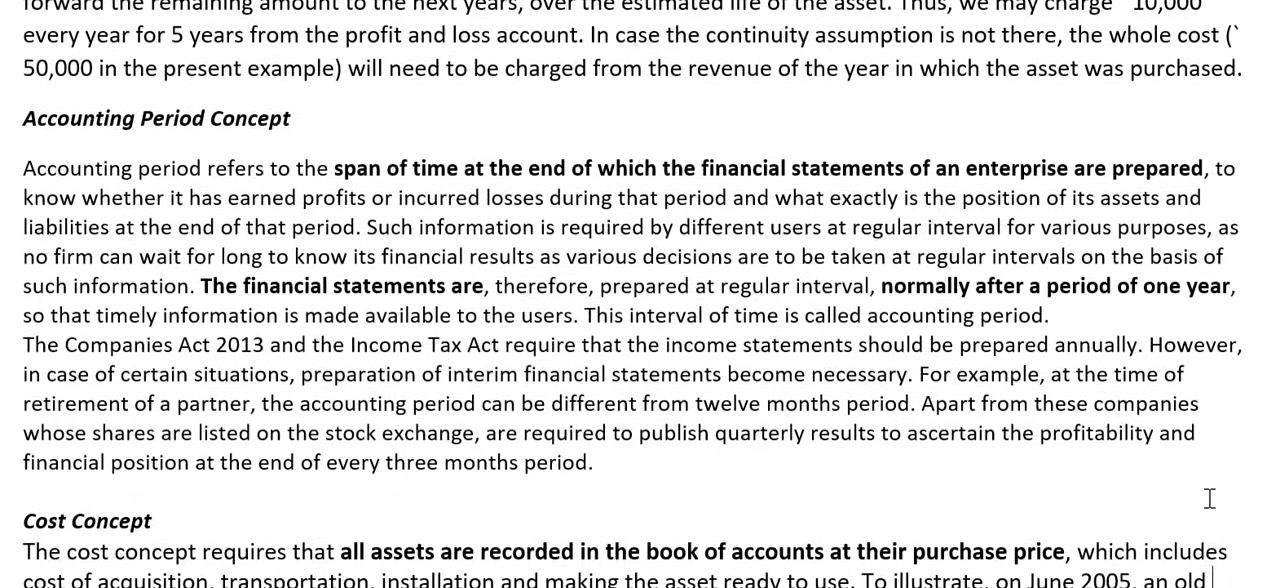 forward the remaining amount to the next years, over the estimated life of the asset. Thus, we may charge ` 10,000
every year for 5 years from the profit and loss account. In case the continuity assumption is not there, the whole cost (`
50,000 in the present example) will need to be charged from the revenue of the year in which the asset was purchased.
Accounting Period Concept
Accounting period refers to the span of time at the end of which the financial statements of an enterprise are prepared, to
know whether it has earned profits or incurred losses during that period and what exactly is the position of its assets and
liabilities at the end of that period. Such information is required by different users at regular interval for various purposes, as
no firm can wait for long to know its financial results as various decisions are to be taken at regular intervals on the basis of
such information. The financial statements are, therefore, prepared at regular interval, normally after a period of one year,
so that timely information is made available to the users. This interval of time is called accounting period.
The Companies Act 2013 and the Income Tax Act require that the income statements should be prepared annually. However,
in case of certain situations, preparation of interim financial statements become necessary. For example, at the time of
retirement of a partner, the accounting period can be different from twelve months period. Apart from these companies
whose shares are listed on the stock exchange, are required to publish quarterly results to ascertain the profitability and
financial position at the end of every three months period.
Cost Concept
The cost concept requires that all assets are recorded in the book of accounts at their purchase price, which includes
cost of acquisition, transportation, installation and making the asset ready to use. To illustrate, on June 2005, an old